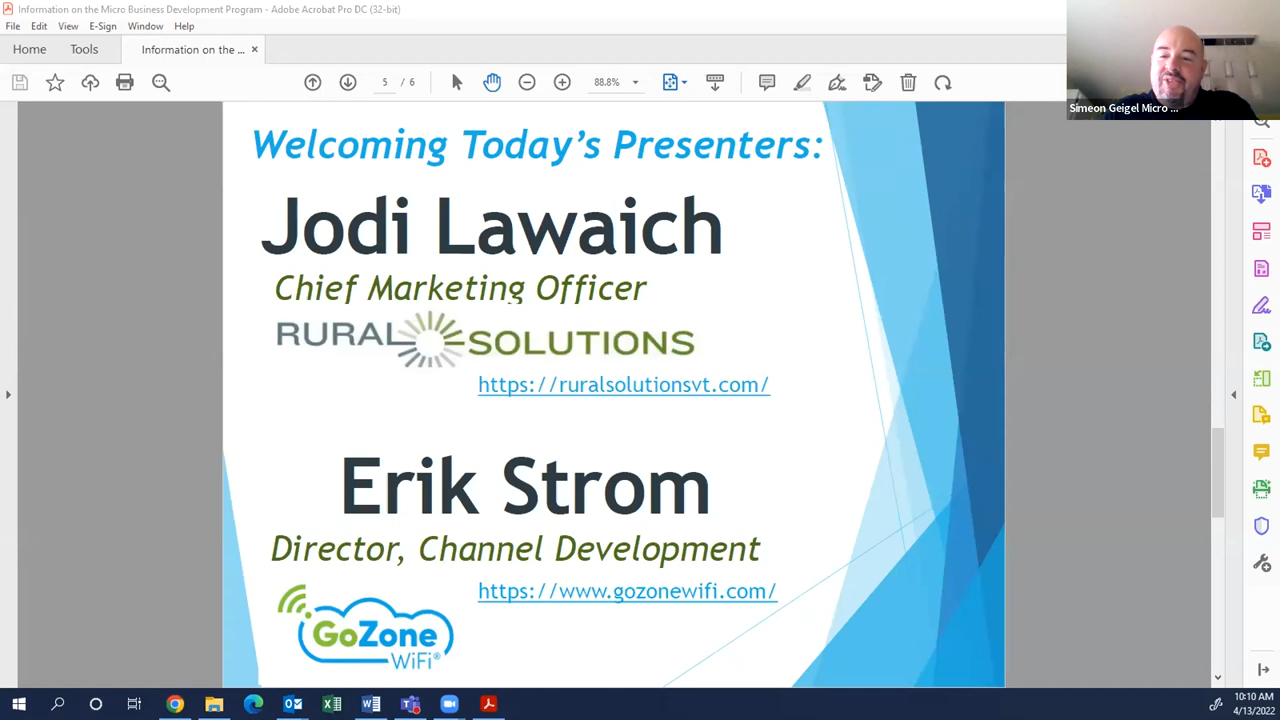 Information on the Micro Business Development Program - Adobe Acrobat Pro DC (32-bit)
File Edit View E-Sign Window Help
Home Tools Information on the ... ×
5 / 6 88.8%
Simeon Geigel Micro ...
Welcoming Today's Presenters:
Jodi Lawaich
Chief Marketing Officer
RURAL SOLUTIONS
https://ruralsolutionsvt.com/
Erik Strom
Director, Channel Development
https://www.gozonewifi.com/
GoZone
WiFi®
10:10 AM
4/13/2022